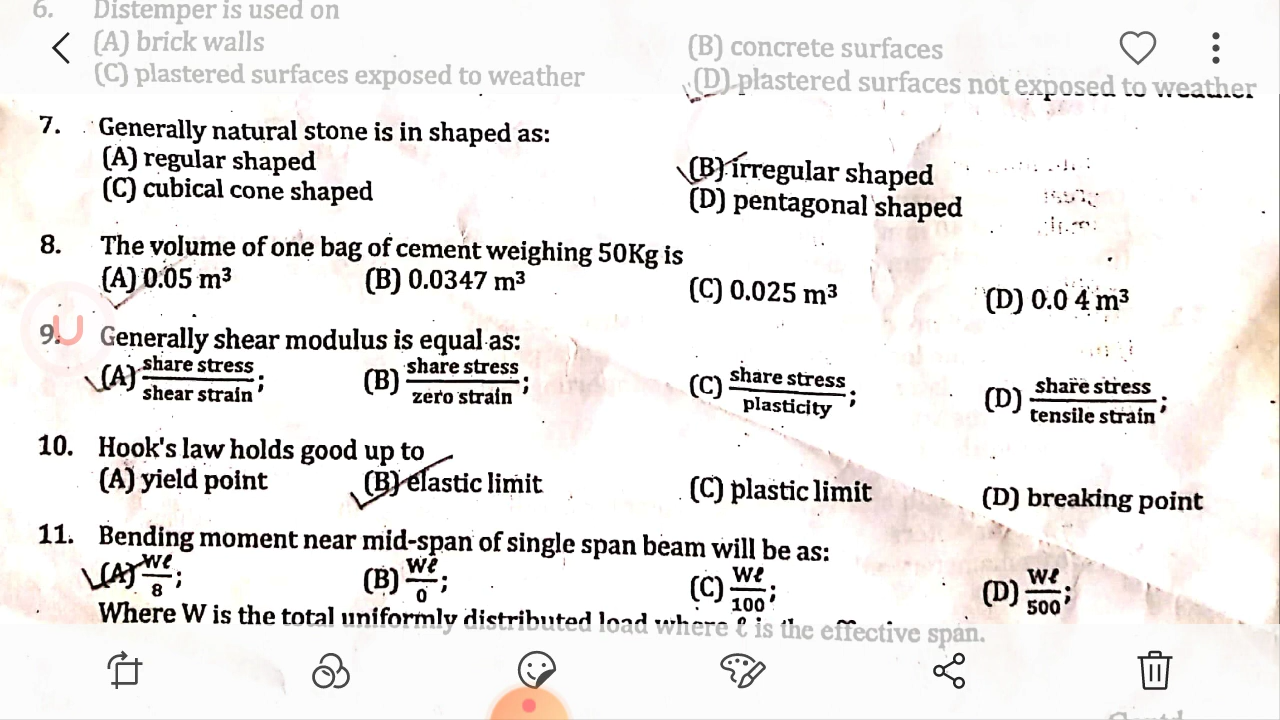 6. Distemper is used on
(A) brick walls (B) concrete surfaces
(C) plastered surfaces exposed to weather (D) plastered surfaces not exposed to weather
7. Generally natural stone is in shaped as:
(A) regular shaped (B) irregular shaped
(C) cubical cone shaped (D) pentagonal shaped
8. The volume of one bag of cement weighing 50Kg is
(A) 0.05 m³ (B) 0.0347 m³ (C) 0.025 m³ (D) 0.0 4 m³
9. Generally shear modulus is equal as:
(A) share stress / shear strain; (B) share stress / zero strain; (C) share stress / plasticity; (D) share stress / tensile strain;
10. Hook's law holds good up to
(A) yield point (B) elastic limit (C) plastic limit (D) breaking point
11. Bending moment near mid-span of single span beam will be as:
(A) Wℓ/8; (B) Wℓ/0; (C) Wℓ/100; (D) Wℓ/500;
Where W is the total uniformly distributed load where ℓ is the effective span.